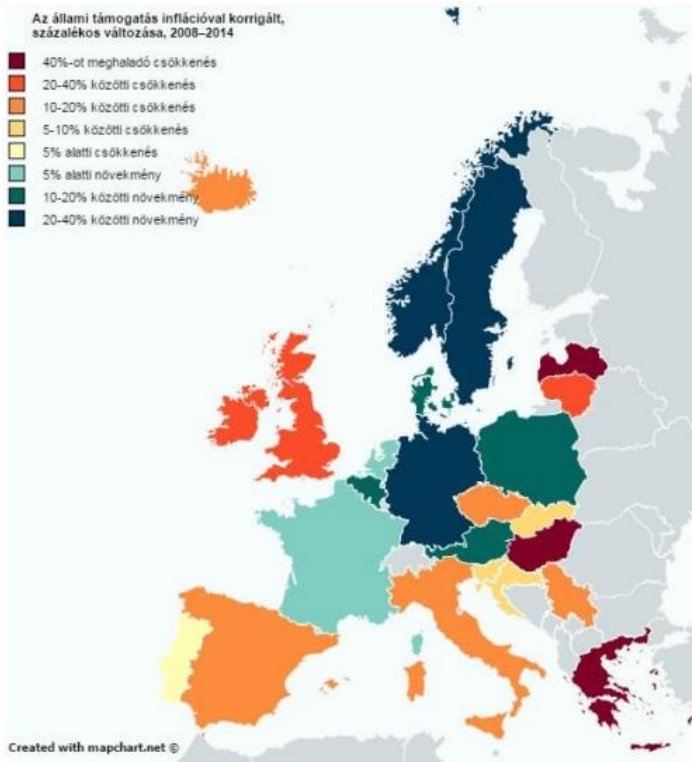 Az állami támogatás inflációval korrigált,
százalékos változása, 2008–2014
40%-ot meghaladó csökkenés
20-40% közötti csökkenés
10-20% közötti csökkenés
5-10% közötti csökkenés
5% alatti csökkenés
5% alatti növekmény
10-20% közötti növekmény
20-40% közötti növekmény
Created with mapchart.net ©